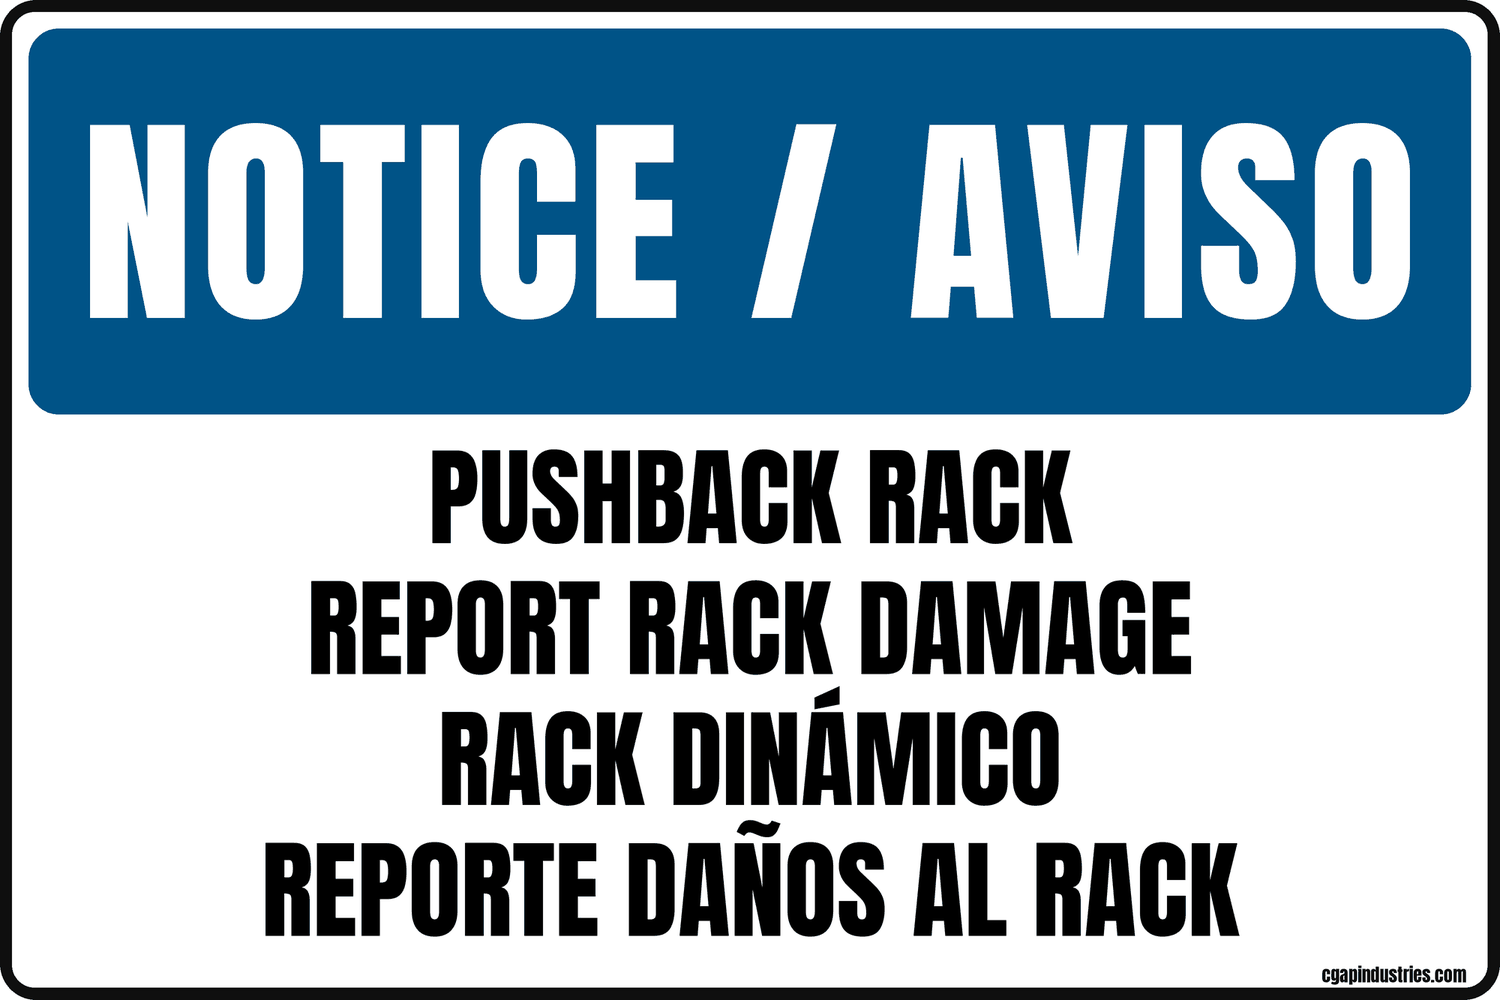 NOTICE / AVISO
PUSHBACK RACK
REPORT RACK DAMAGE
RACK DINÁMICO
REPORTE DAÑOS AL RACK
cgapindustries.com